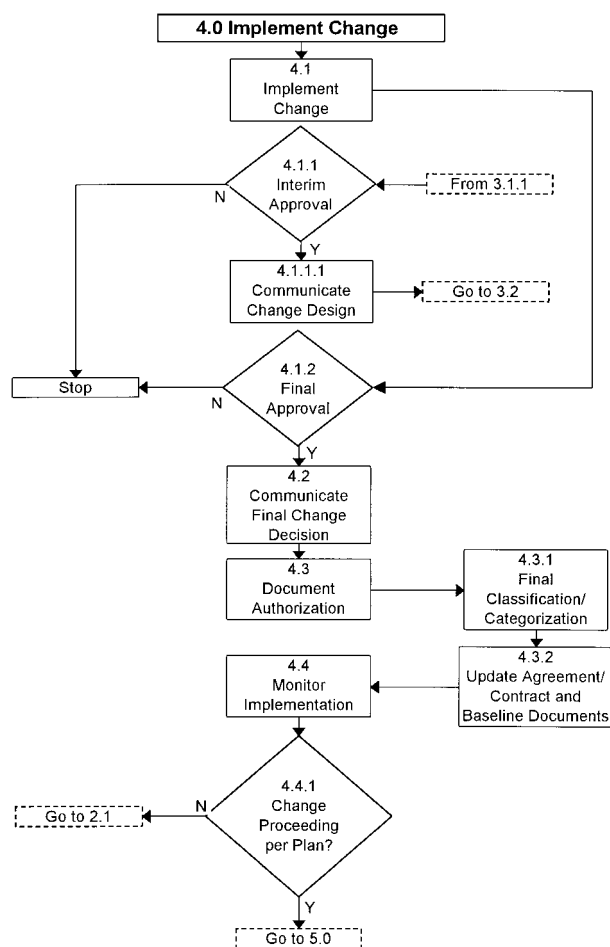 4.0 Implement Change
4.1
Implement
Change
4.1.1
Interim
Approval
N
From 3.1.1
Y
4.1.1.1
Communicate
Change Design
Go to 3.2
4.1.2
Final
Approval
Stop
N
Y
4.2
Communicate
Final Change
Decision
4.3
Document
Authorization
4.3.1
Final
Classification/
Categorization
4.3.2
Update Agreement/
Contract and
Baseline Documents
4.4
Monitor
Implementation
4.4.1
Change
Proceeding
per Plan?
N
Go to 2.1
Y
Go to 5.0